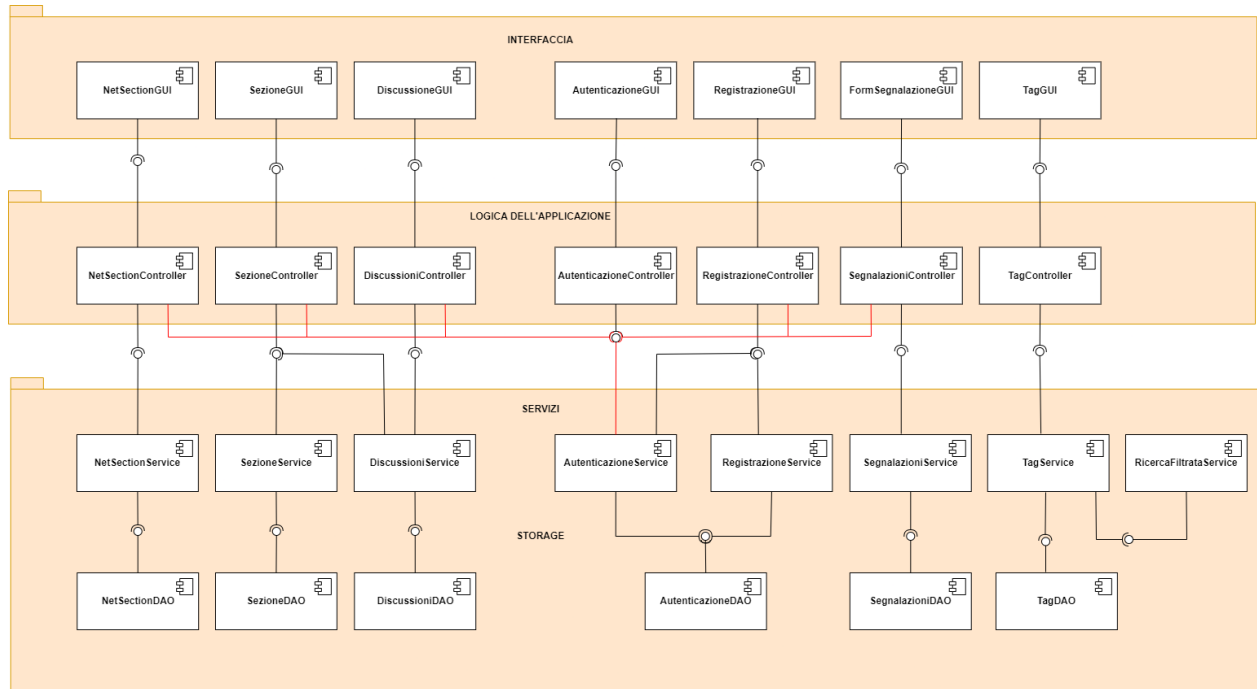 INTERFACCIA
NetSectionGUI
SezioneGUI
DiscussioneGUI
AutenticazioneGUI
RegistrazioneGUI
FormSegnalazioneGUI
TagGUI
LOGICA DELL'APPLICAZIONE
NetSectionController
SezioneController
DiscussioniController
AutenticazioneController
RegistrazioneController
SegnalazioniController
TagController
SERVIZI
NetSectionService
SezioneService
DiscussioniService
AutenticazioneService
RegistrazioneService
SegnalazioniService
TagService
RicercaFiltrataService
STORAGE
NetSectionDAO
SezioneDAO
DiscussioniDAO
AutenticazioneDAO
SegnalazioniDAO
TagDAO